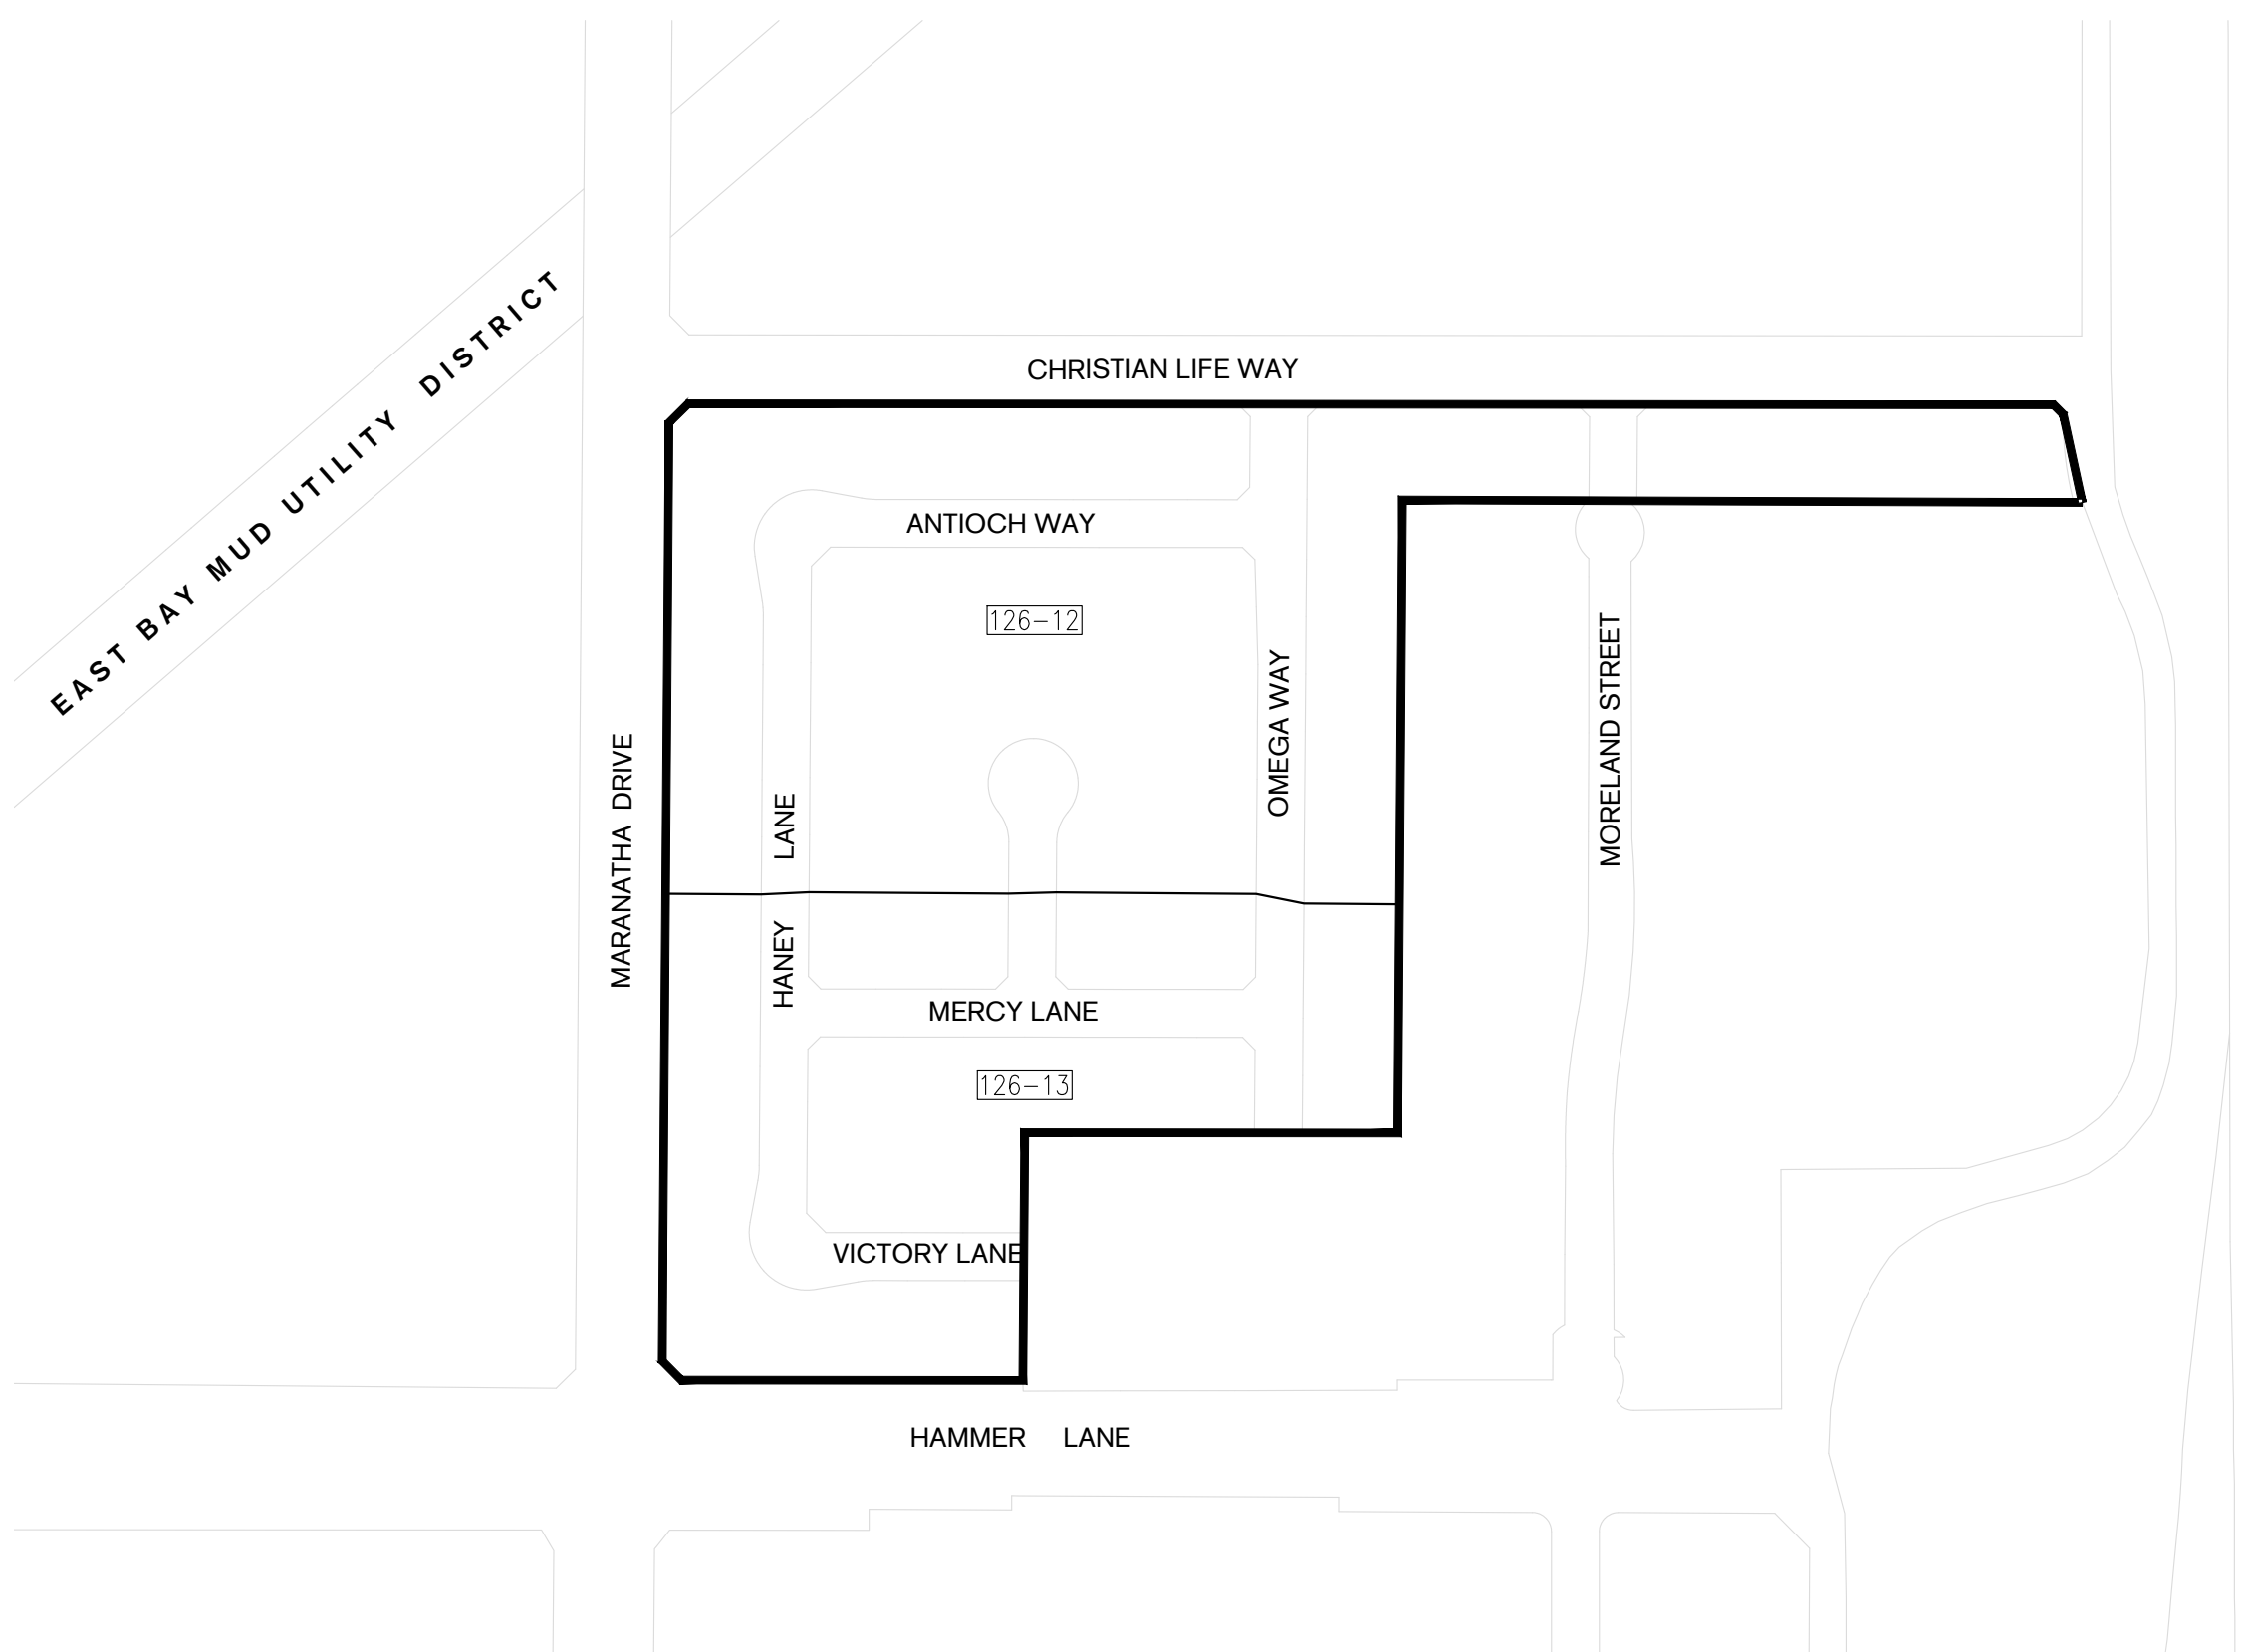 EAST BAY MUD UTILITY DISTRICT
CHRISTIAN LIFE WAY
ANTIOCH WAY
126-12
MARANATHA DRIVE
HANEY LANE
OMEGA WAY
MORELAND STREET
MERCY LANE
126-13
VICTORY LANE
HAMMER LANE